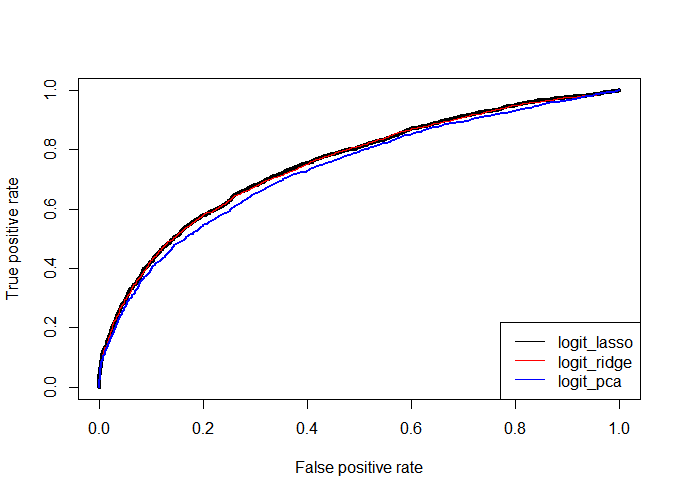 True positive rate
1.0
0.8
0.6
0.4
0.2
0.0
logit_lasso
logit_ridge
logit_pca
0.0 0.2 0.4 0.6 0.8 1.0
False positive rate